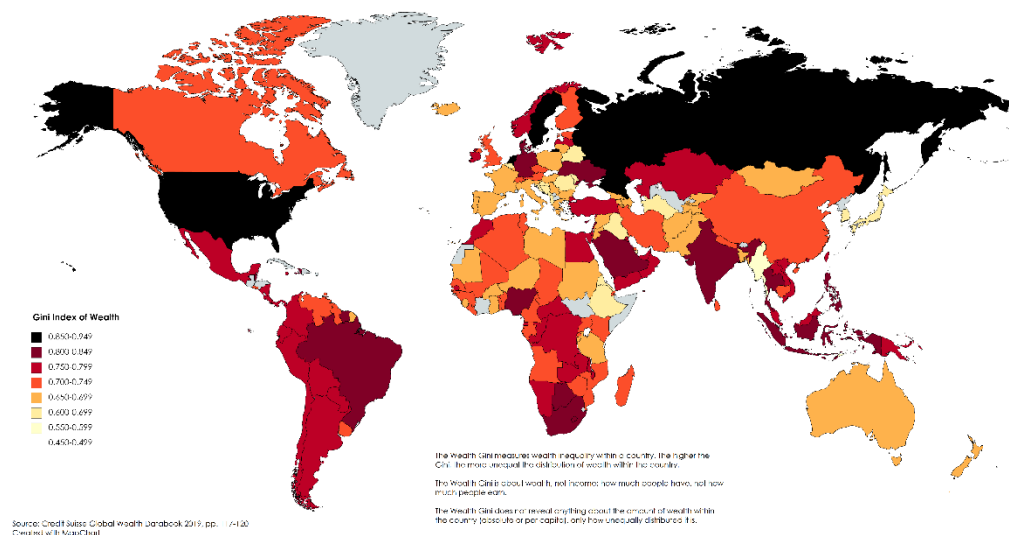 Gini Index of Wealth
0.850-0.949
0.800-0.849
0.750-0.799
0.700-0.749
0.650-0.699
0.600-0.699
0.550-0.599
0.450-0.499
The Wealth Gini measures wealth inequality within a country. The higher the
Gini, the more unequal the distribution of wealth within the country.
The Wealth Gini is about wealth, not income: how much people have, not how
much people earn.
The Wealth Gini does not reveal anything about the amount of wealth within
the country (absolute or per capita), only how unequally distributed it is.
Source: Credit Suisse Global Wealth Databook 2019, pp. 117-120
Created with MapChart